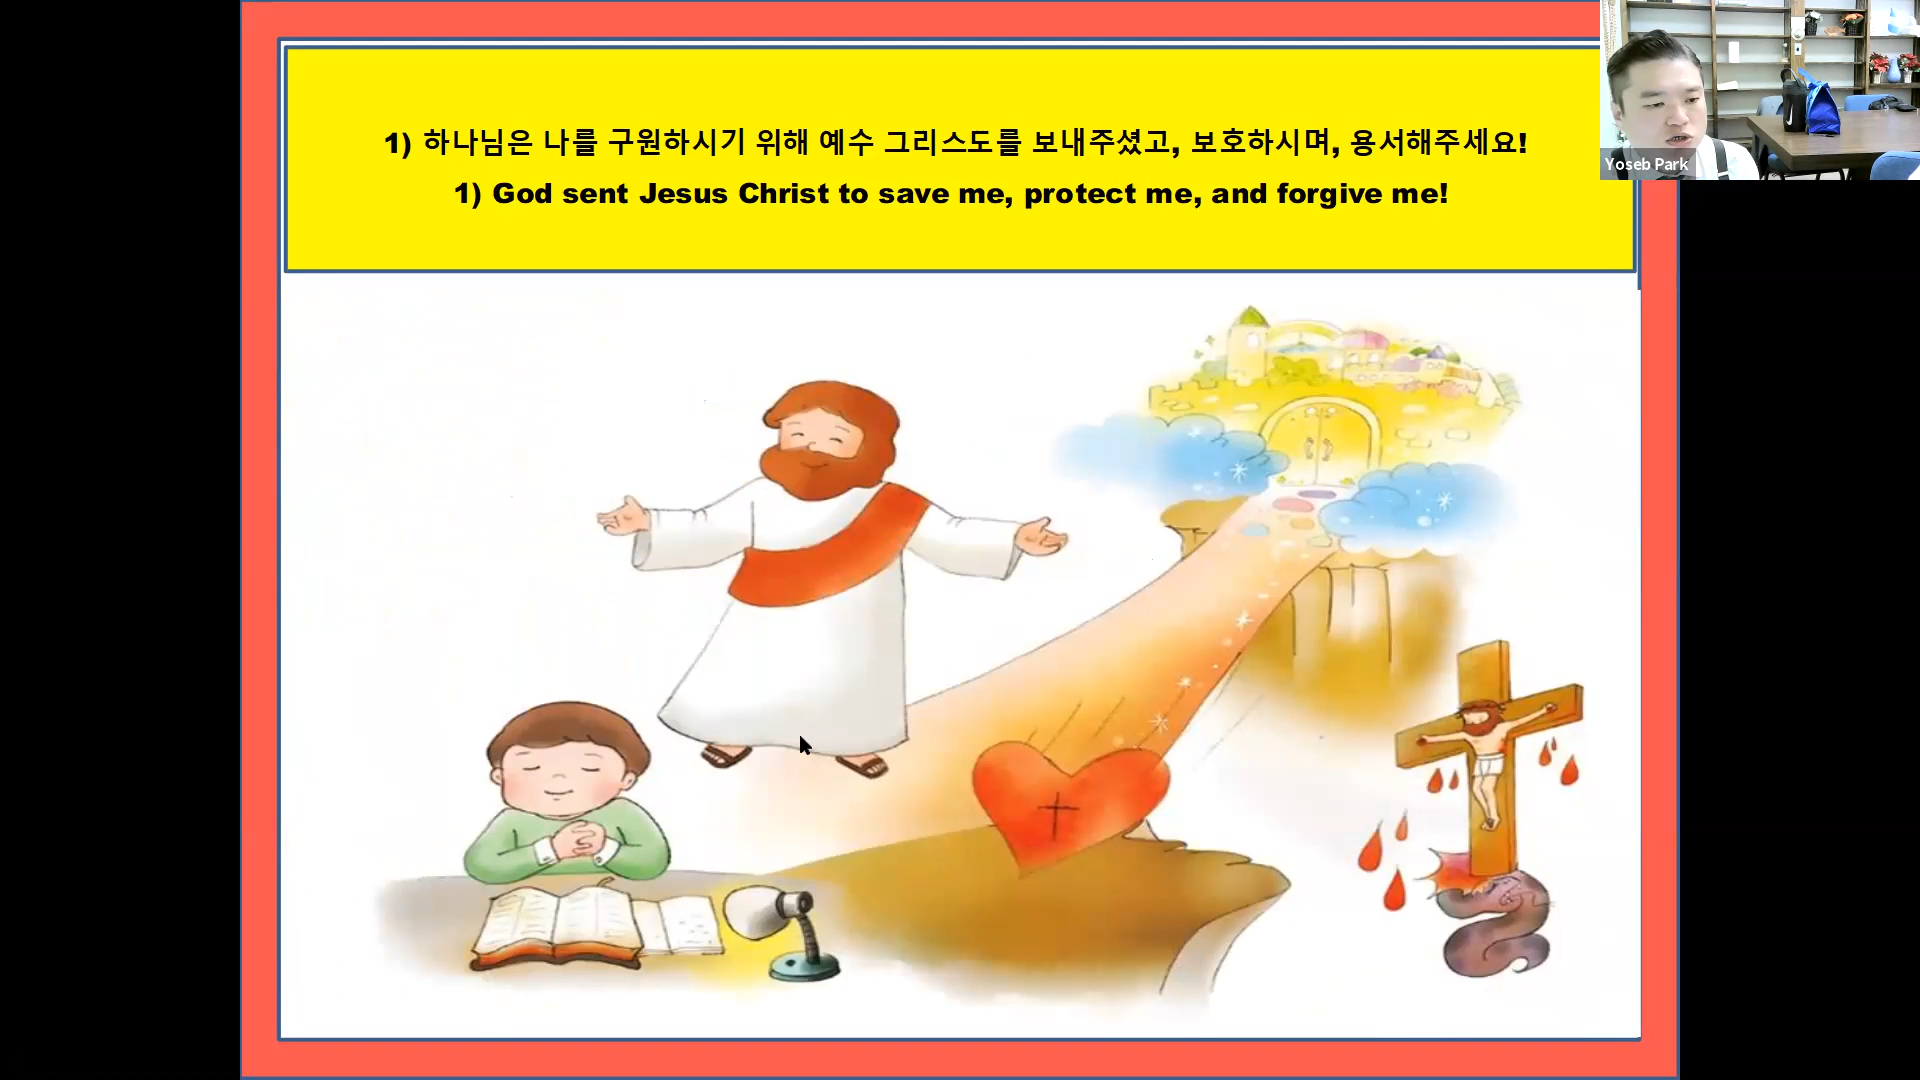 1) 하나님은 나를 구원하시기 위해 예수 그리스도를 보내주셨고, 보호하시며, 용서해주세요!
1) God sent Jesus Christ to save me, protect me, and forgive me!
Yoseb Park